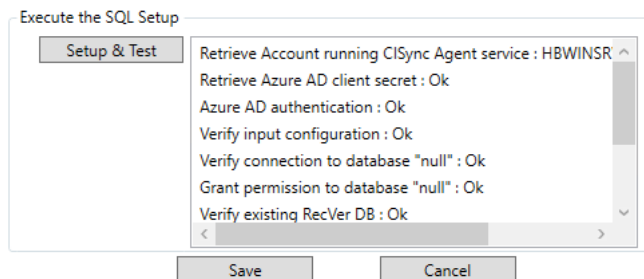 Execute the SQL Setup
Setup & Test
Retrieve Account running CISync Agent service : HBWINSR
Retrieve Azure AD client secret : Ok
Azure AD authentication : Ok
Verify input configuration : Ok
Verify connection to database "null" : Ok
Grant permission to database "null" : Ok
Verify existing RecVer DB : Ok
Save
Cancel